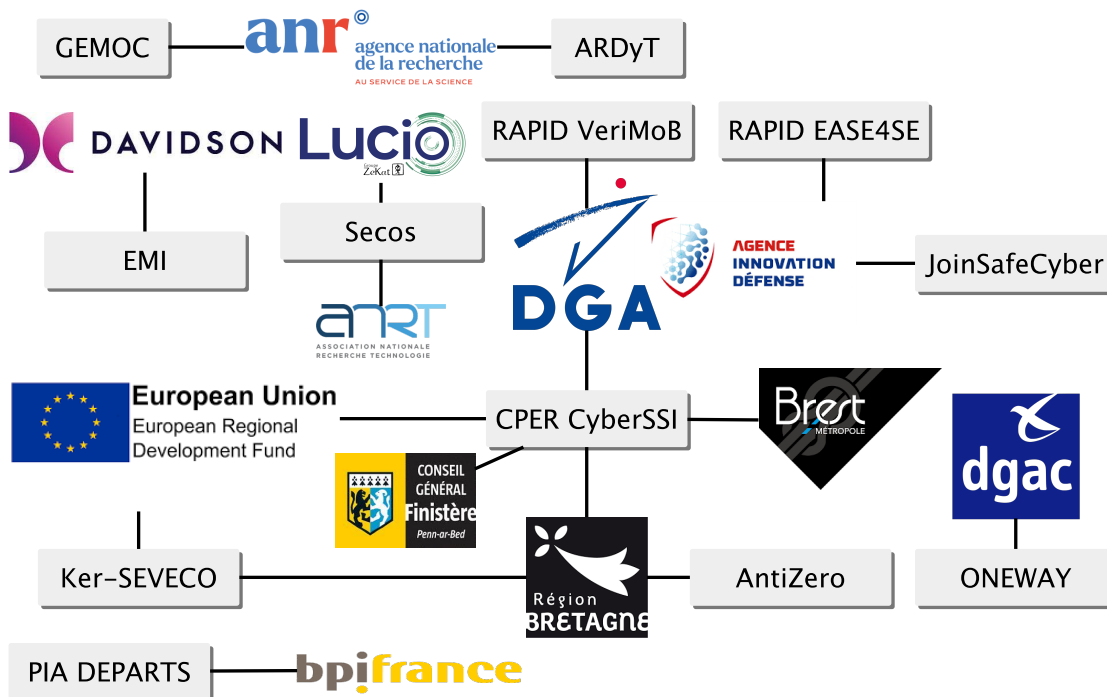 GEMOC
anr
agence nationale
de la recherche
AU SERVICE DE LA SCIENCE
ARDyT
DAVIDSON
Lucio
Groupe
ZeKat
RAPID VeriMoB
RAPID EASE4SE
EMI
Secos
ANRT
ASSOCIATION NATIONALE
RECHERCHE TECHNOLOGIE
DGA
AGENCE
INNOVATION
DÉFENSE
JoinSafeCyber
European Union
European Regional
Development Fund
CPER CyberSSI
Brest
MÉTROPOLE
dgac
CONSEIL
GÉNÉRAL
Finistère
Penn-ar-Bed
Ker-SEVECO
Région
BRETAGNE
AntiZero
ONEWAY
PIA DEPARTS
bpifrance